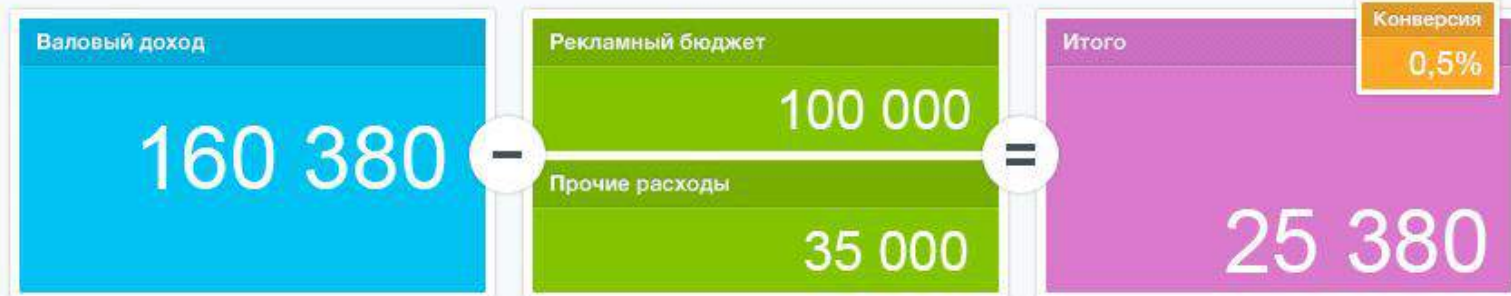 Валовый доход
160 380
−
Рекламный бюджет
100 000
Прочие расходы
35 000
=
Итого
Конверсия
0,5%
25 380